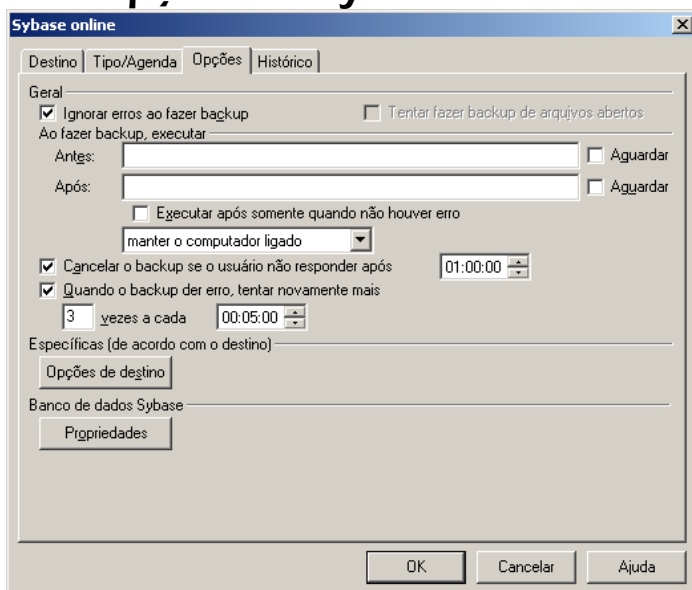 Sybase online
Destino Tipo/Agenda Opções Histórico
Geral
Ignorar erros ao fazer backup Tentar fazer backup de arquivos abertos
Ao fazer backup, executar
Antes: Aguardar
Após: Aguardar
Executar após somente quando não houver erro
manter o computador ligado
Cancelar o backup se o usuário não responder após 01:00:00
Quando o backup der erro, tentar novamente mais
3 vezes a cada 00:05:00
Específicas (de acordo com o destino)
Opções de destino
Banco de dados Sybase
Propriedades
OK Cancelar Ajuda